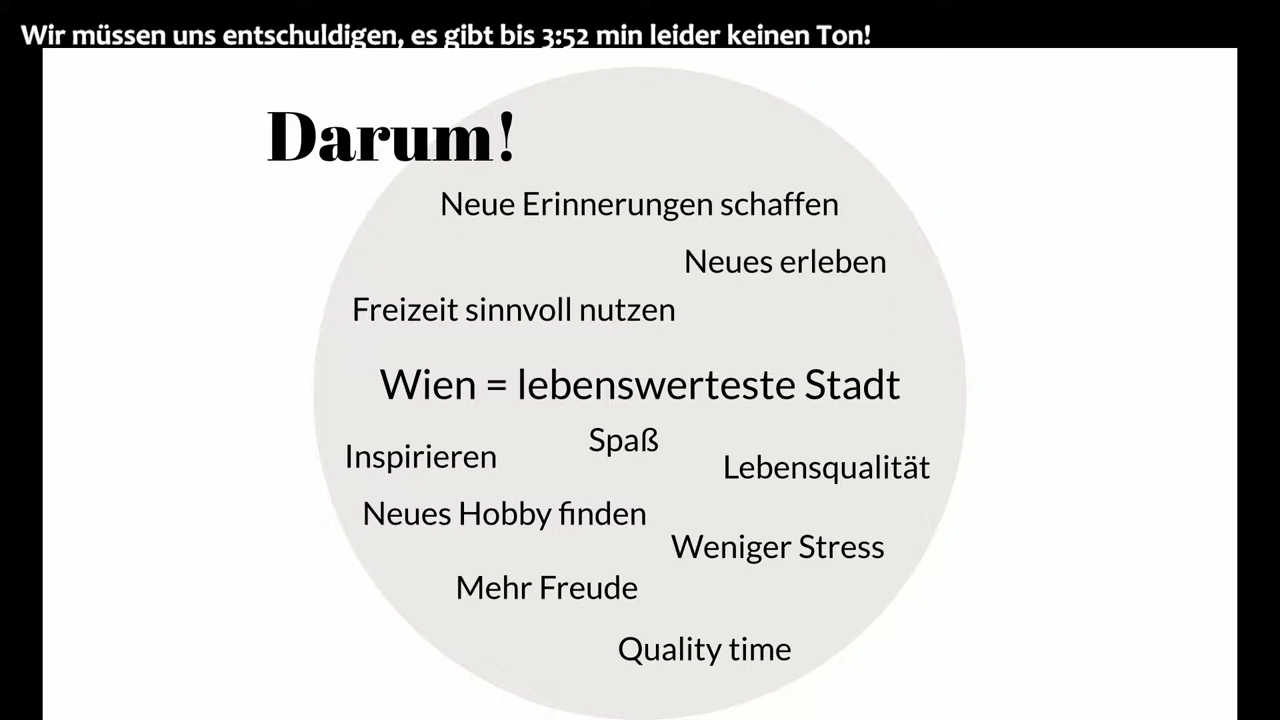 Wir müssen uns entschuldigen, es gibt bis 3:52 min leider keinen Ton!
Darum!
Neue Erinnerungen schaffen
Neues erleben
Freizeit sinnvoll nutzen
Wien = lebenswerteste Stadt
Spaß
Inspirieren
Lebensqualität
Neues Hobby finden
Weniger Stress
Mehr Freude
Quality time